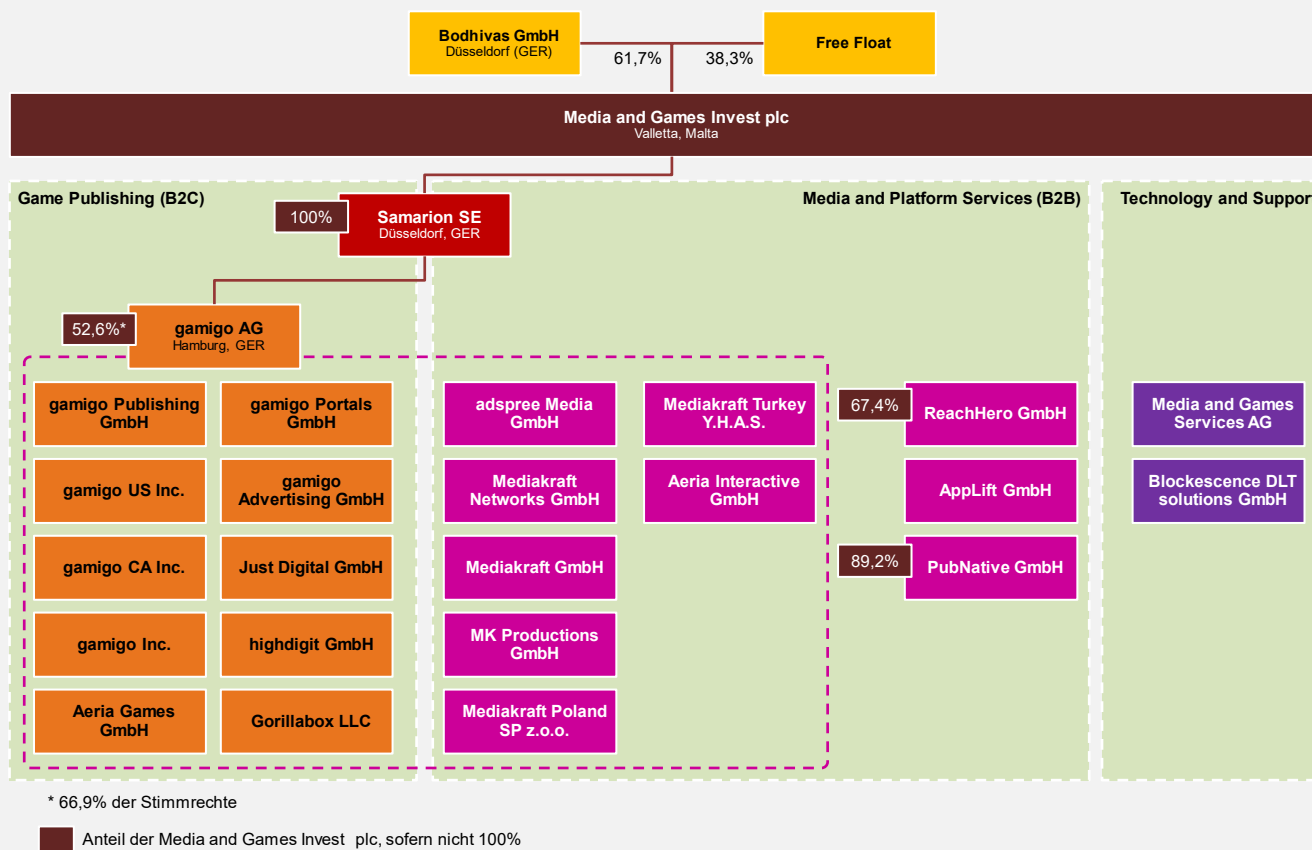 Bodhivas GmbH
Düsseldorf (GER)
61,7%
38,3%
Free Float
Media and Games Invest plc
Valletta, Malta
Game Publishing (B2C)
Media and Platform Services (B2B)
Technology and Support
100%
Samarion SE
Düsseldorf, GER
52,6%*
gamigo AG
Hamburg, GER
gamigo Publishing
GmbH
gamigo Portals
GmbH
adspree Media
GmbH
Mediakraft Turkey
Y.H.A.S.
67,4%
ReachHero GmbH
Media and Games
Services AG
gamigo US Inc.
gamigo
Advertising GmbH
Mediakraft
Networks GmbH
Aeria Interactive
GmbH
AppLift GmbH
Blockescence DLT
solutions GmbH
gamigo CA Inc.
Just Digital GmbH
Mediakraft GmbH
89,2%
PubNative GmbH
gamigo Inc.
highdigit GmbH
MK Productions
GmbH
Aeria Games
GmbH
Gorillabox LLC
Mediakraft Poland
SP z.o.o.
* 66,9% der Stimmrechte
Anteil der Media and Games Invest plc, sofern nicht 100%